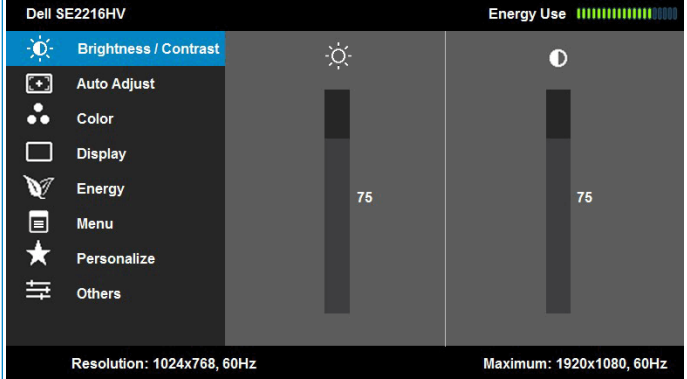 Dell SE2216HV
Energy Use
Brightness / Contrast
Auto Adjust
Color
Display
Energy
Menu
Personalize
Others
75
75
Resolution: 1024x768, 60Hz
Maximum: 1920x1080, 60Hz